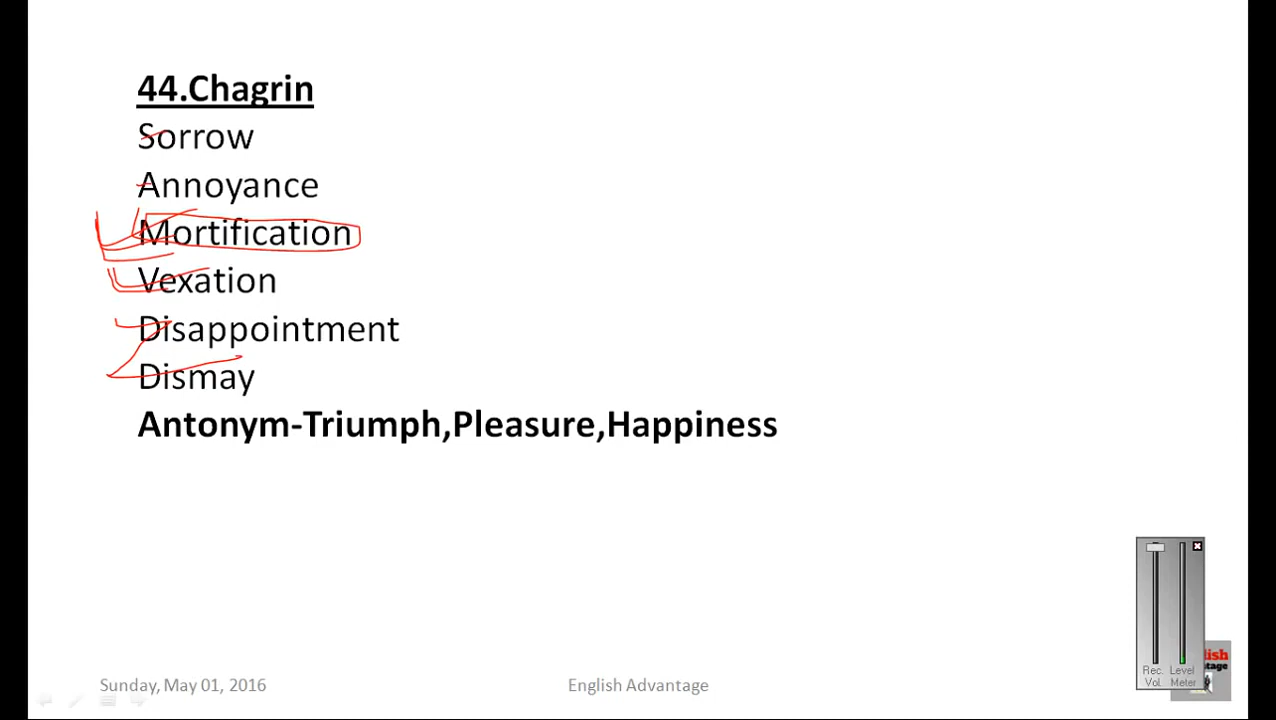 44.Chagrin
Sorrow
Annoyance
Mortification
Vexation
Disappointment
Dismay
Antonym-Triumph,Pleasure,Happiness
Rec. Level
Vol. Meter
Sunday, May 01, 2016
English Advantage